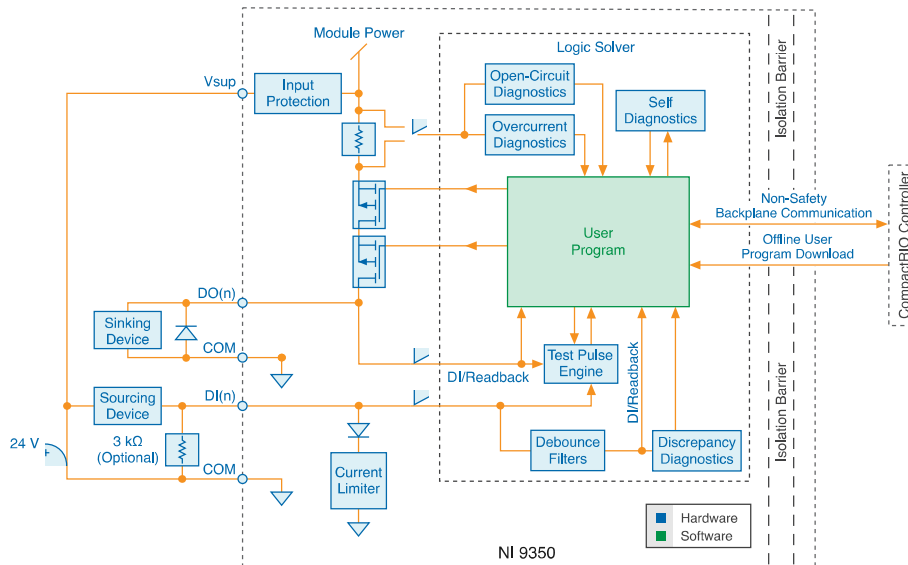 Module Power
Logic Solver
Vsup
Input
Protection
Open-Circuit
Diagnostics
Overcurrent
Diagnostics
Self
Diagnostics
Isolation Barrier
User
Program
Non-Safety
Backplane Communication
Offline User
Program Download
CompactRIO Controller
DO(n)
Sinking
Device
COM
DI/Readback
Test Pulse
Engine
DI/Readback
Sourcing
Device
DI(n)
24 V
+
3 kΩ
(Optional)
COM
Current
Limiter
Debounce
Filters
Discrepancy
Diagnostics
Isolation Barrier
Hardware
Software
NI 9350